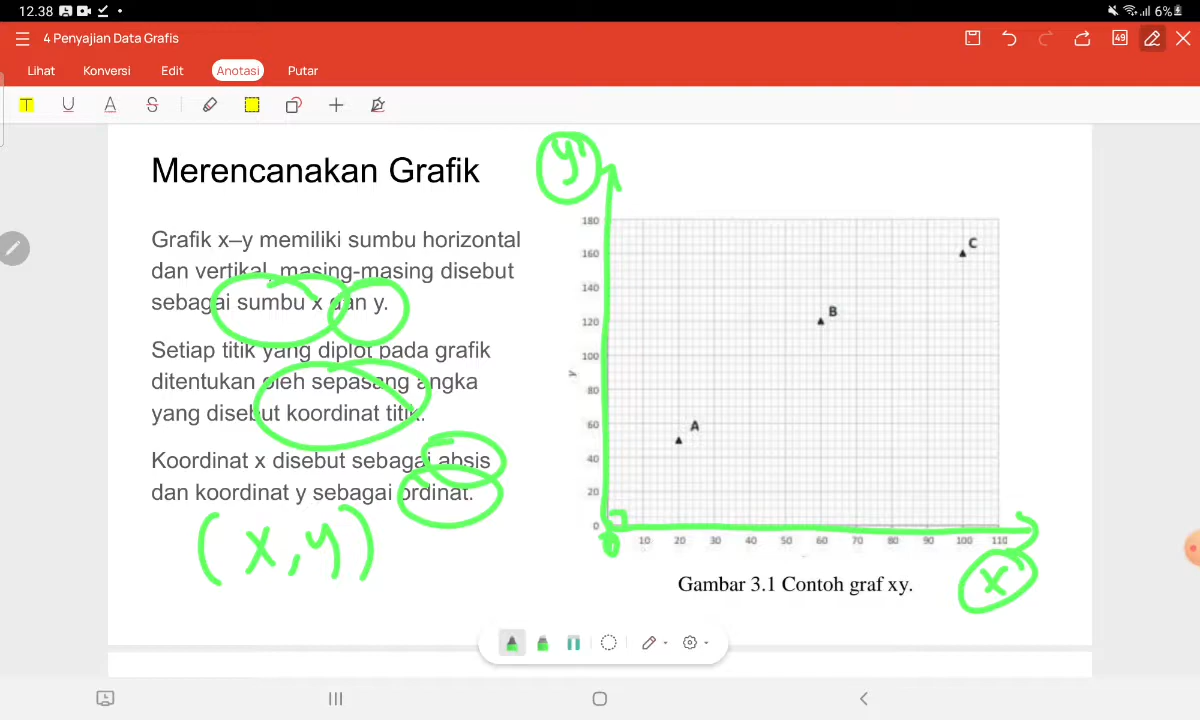 12.38
6%
4 Penyajian Data Grafis
49
Lihat Konversi Edit Anotasi Putar
T U A S
Merencanakan Grafik
Grafik x–y memiliki sumbu horizontal
dan vertikal, masing-masing disebut
sebagai sumbu x dan y.
Setiap titik yang diplot pada grafik
ditentukan oleh sepasang angka
yang disebut koordinat titik.
Koordinat x disebut sebagai absis
dan koordinat y sebagai ordinat.
(x,y)
y
180
160
140
120
100
80
60
40
20
0
y
C
B
A
0
10 20 30 40 50 60 70 80 90 100 110
x
Gambar 3.1 Contoh graf xy.